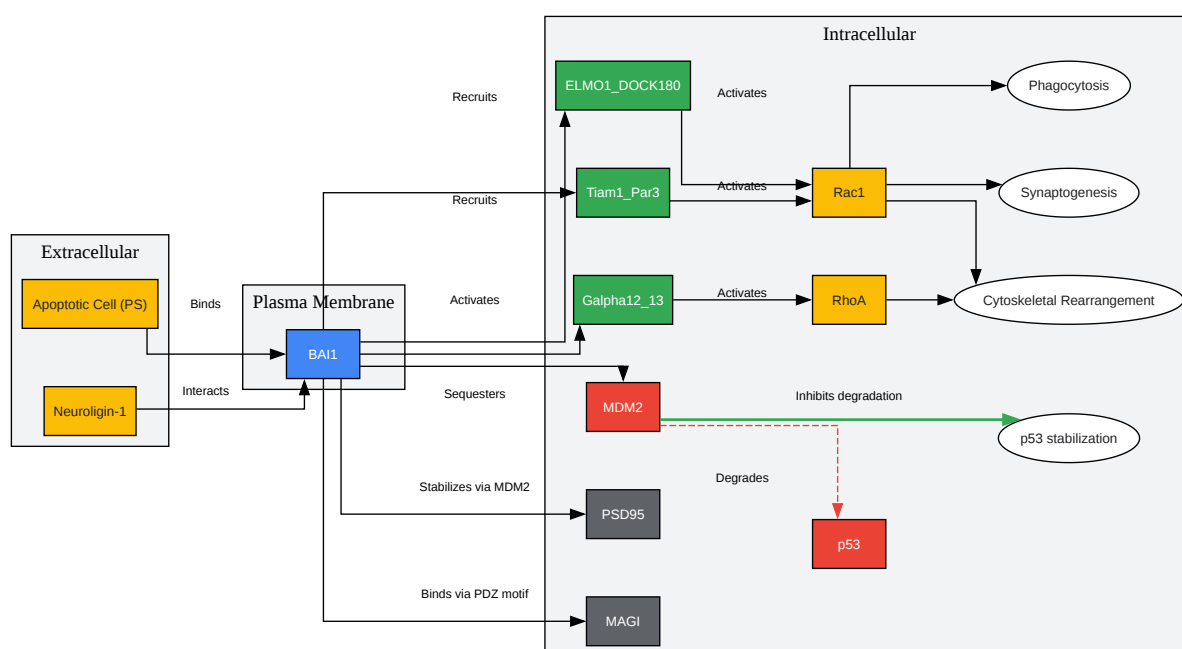 Intracellular
ELMO1_DOCK180
Phagocytosis
Recruits
Activates
Tiam1_Par3
Activates
Rac1
Synaptogenesis
Recruits
Extracellular
Apoptotic Cell (PS)
Binds
Plasma Membrane
Activates
Galpha12_13
Activates
RhoA
Cytoskeletal Rearrangement
BAI1
Neuroligin-1
Interacts
Sequesters
MDM2
Inhibits degradation
p53 stabilization
Stabilizes via MDM2
Degrades
PSD95
p53
Binds via PDZ motif
MAGI